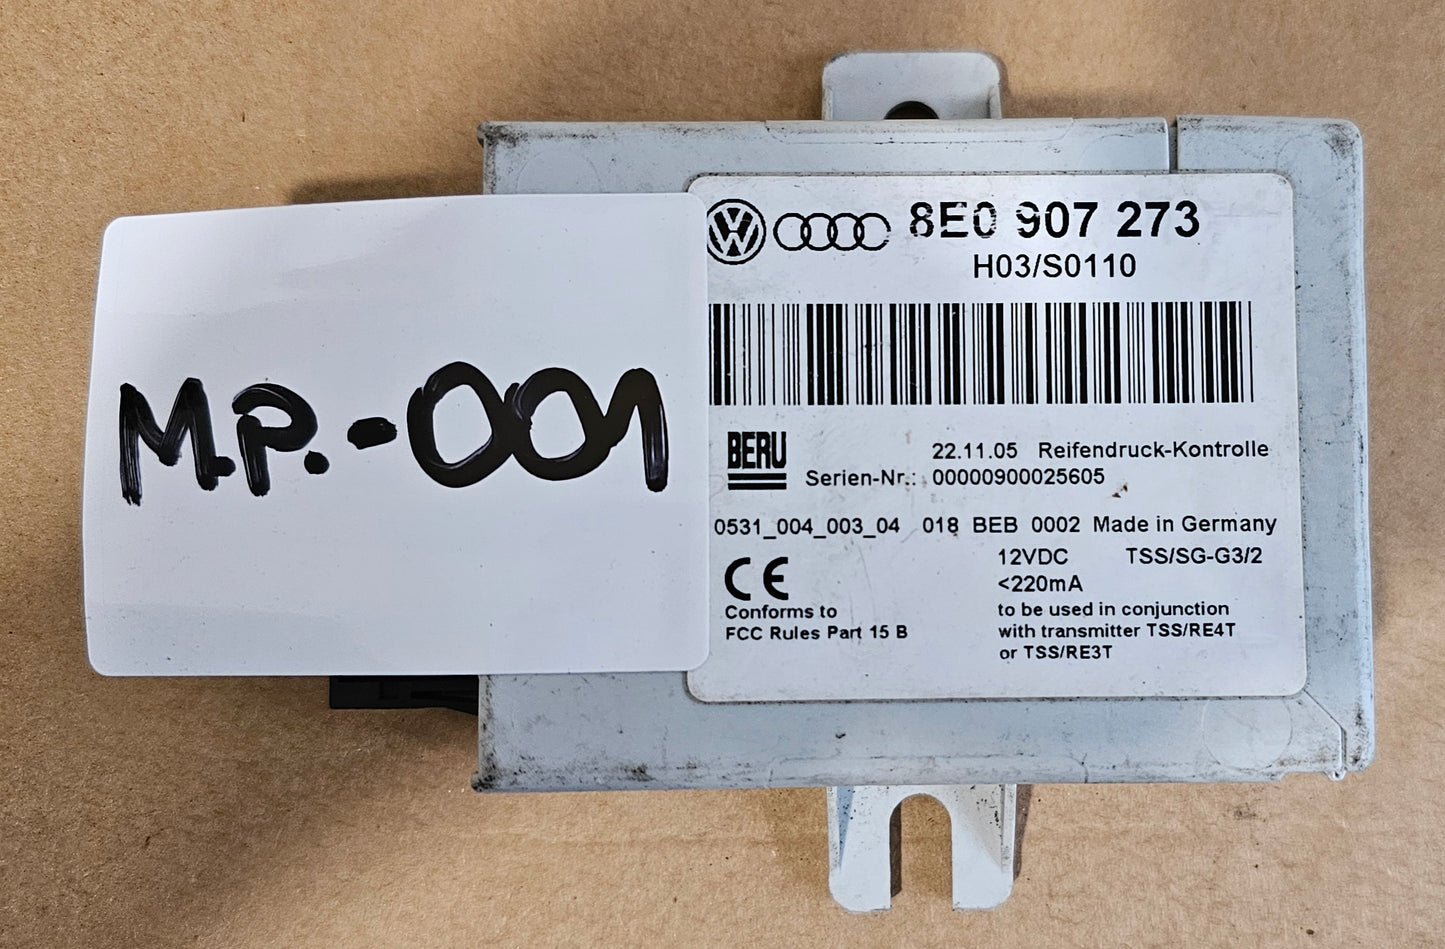 M.P.-001
8E0 907 273
H03/S0110
BERU
22.11.05 Reifendruck-Kontrolle
Serien-Nr.: 00000900025605
0531_004_003_04 018 BEB 0002 Made in Germany
CE
12VDC TSS/SG-G3/2
<220mA
Conforms to
FCC Rules Part 15 B
to be used in conjunction
with transmitter TSS/RE4T
or TSS/RE3T